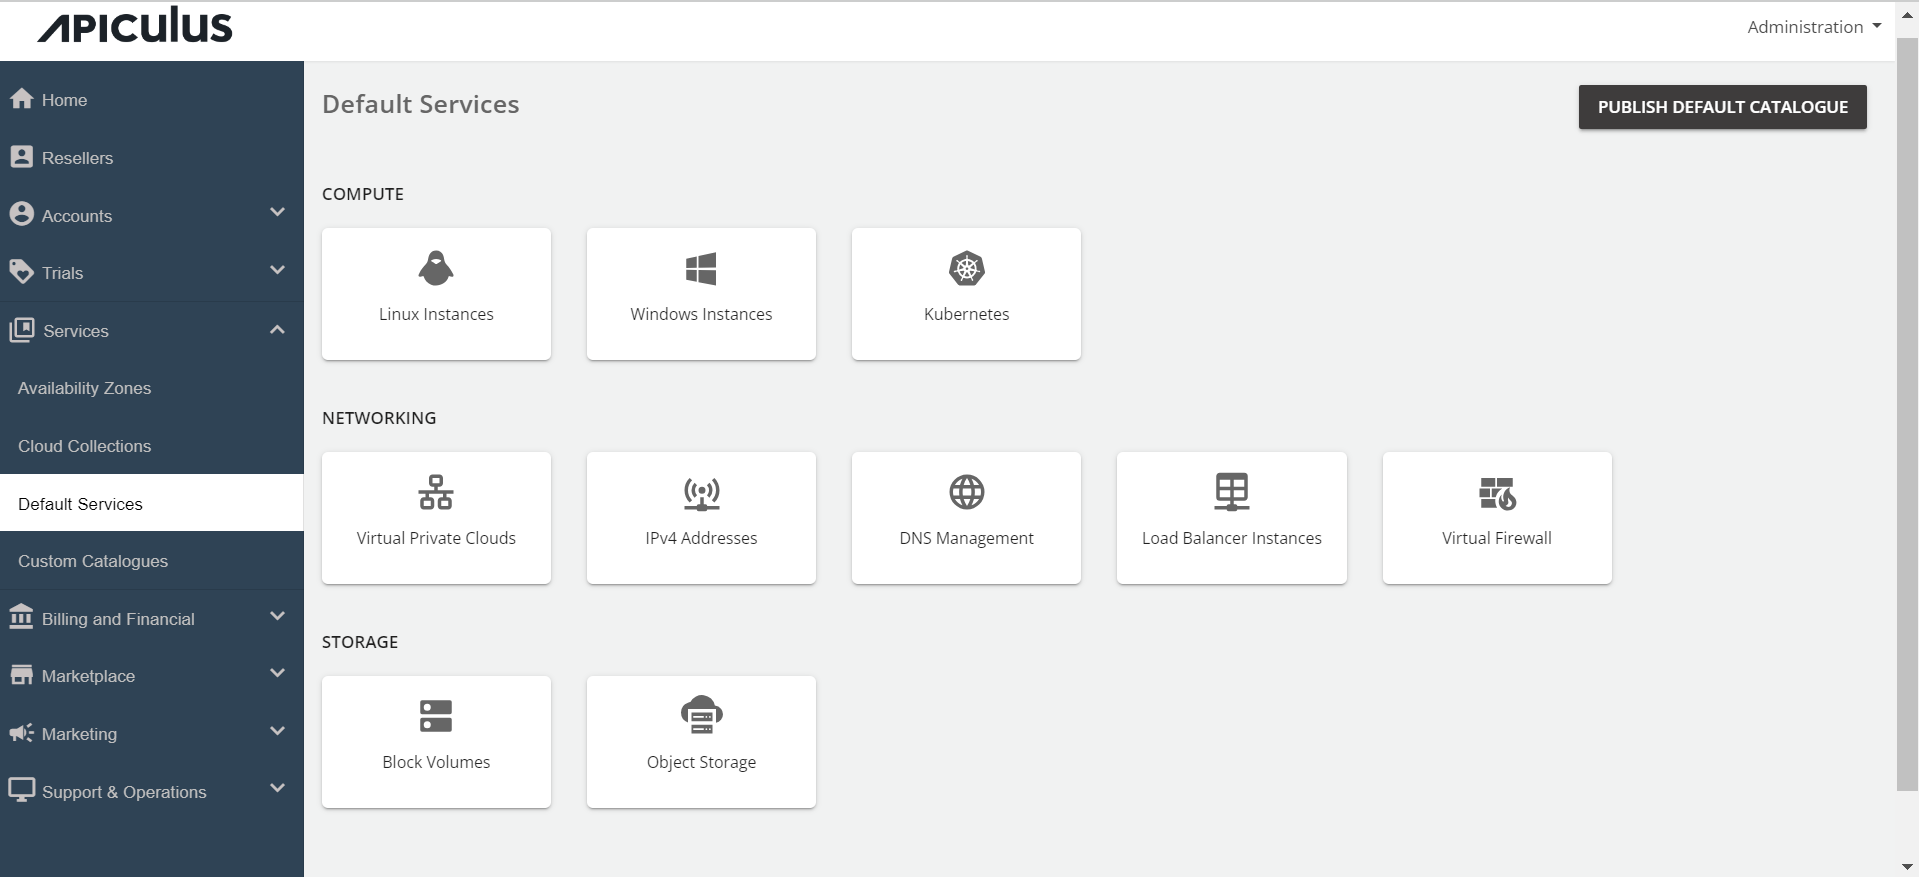 APICULUS
Administration
Home
Resellers
Accounts
Trials
Services
Availability Zones
Cloud Collections
Default Services
Custom Catalogues
Billing and Financial
Marketplace
Marketing
Support & Operations
Default Services
PUBLISH DEFAULT CATALOGUE
COMPUTE
Linux Instances
Windows Instances
Kubernetes
NETWORKING
Virtual Private Clouds
IPv4 Addresses
DNS Management
Load Balancer Instances
Virtual Firewall
STORAGE
Block Volumes
Object Storage